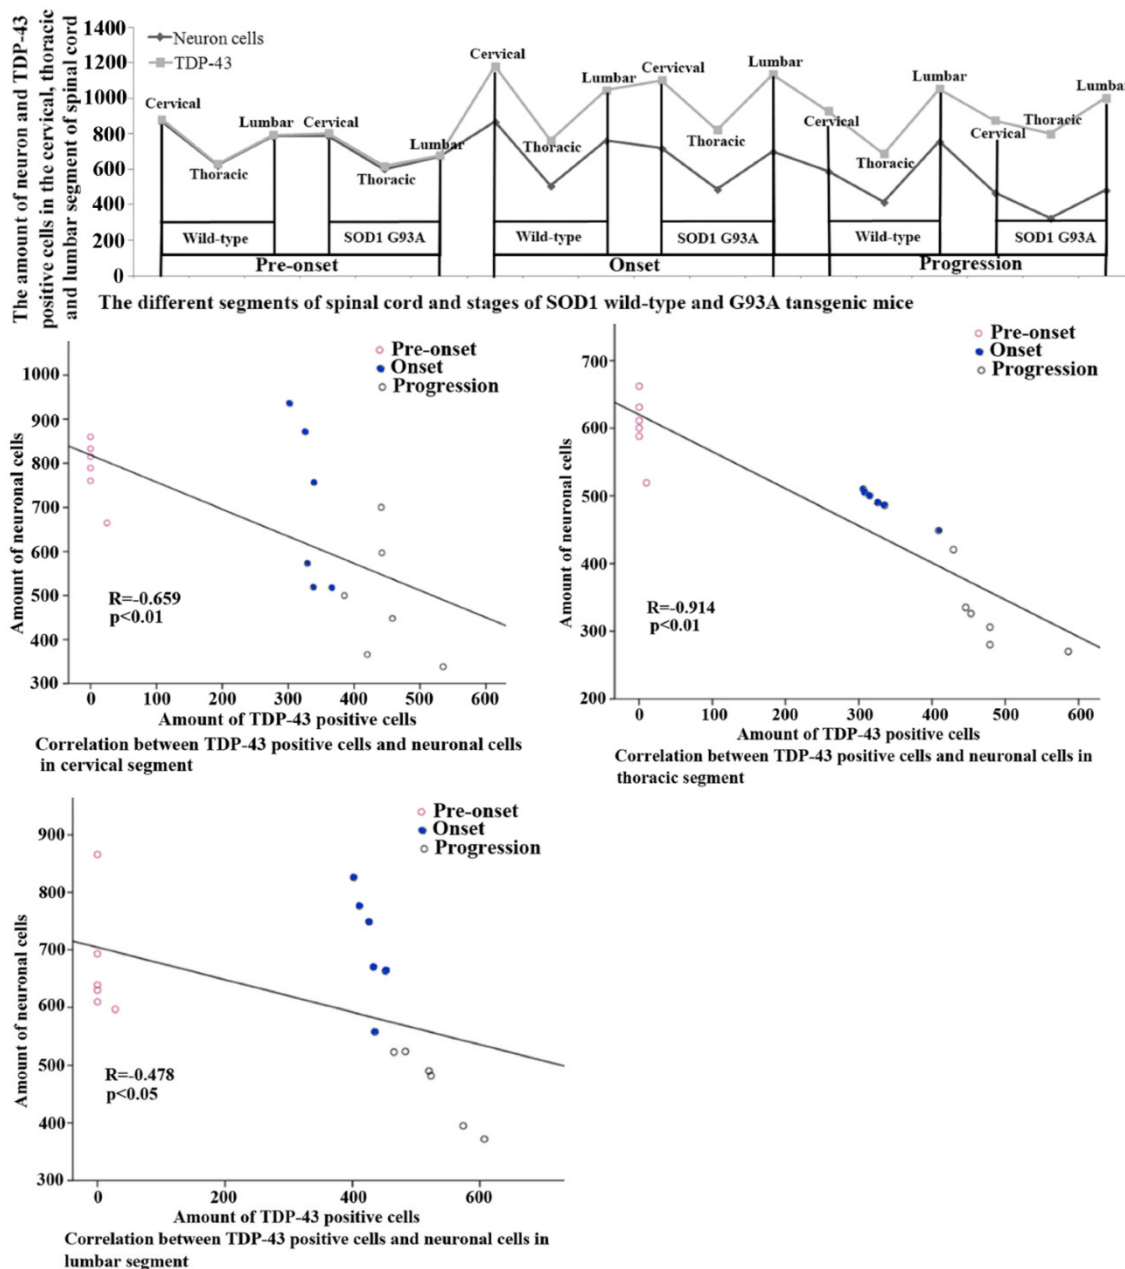 The amount of neuron and TDP-43
positive cells in the cervical, thoracic
and lumbar segment of spinal cord
1400
1200
1000
800
600
400
200
0
Neuron cells
TDP-43
Cervical
Thoracic
Lumbar
Cervical
Thoracic
Lumbar
Cervical
Thoracic
Lumbar
Cervicval
Thoracic
Lumbar
Cervical
Thoracic
Lumbar
Cervical
Thoracic
Lumbar
Wild-type
SOD1 G93A
Wild-type
SOD1 G93A
Wild-type
SOD1 G93A
Pre-onset
Onset
Progression
The different segments of spinal cord and stages of SOD1 wild-type and G93A tansgenic mice
Pre-onset
Onset
Progression
Amount of neuronal cells
1000
900
800
700
600
500
400
300
R=-0.659
p<0.01
0 100 200 300 400 500 600
Amount of TDP-43 positive cells
Correlation between TDP-43 positive cells and neuronal cells
in cervical segment
Pre-onset
Onset
Progression
Amount of neuronal cells
700
600
500
400
300
200
R=-0.914
p<0.01
0 100 200 300 400 500 600
Amount of TDP-43 positive cells
Correlation between TDP-43 positive cells and neuronal cells in
thoracic segment
Pre-onset
Onset
Progression
Amount of neuronal cells
900
800
700
600
500
400
300
R=-0.478
p<0.05
0 200 400 600
Amount of TDP-43 positive cells
Correlation between TDP-43 positive cells and neuronal cells in
lumbar segment